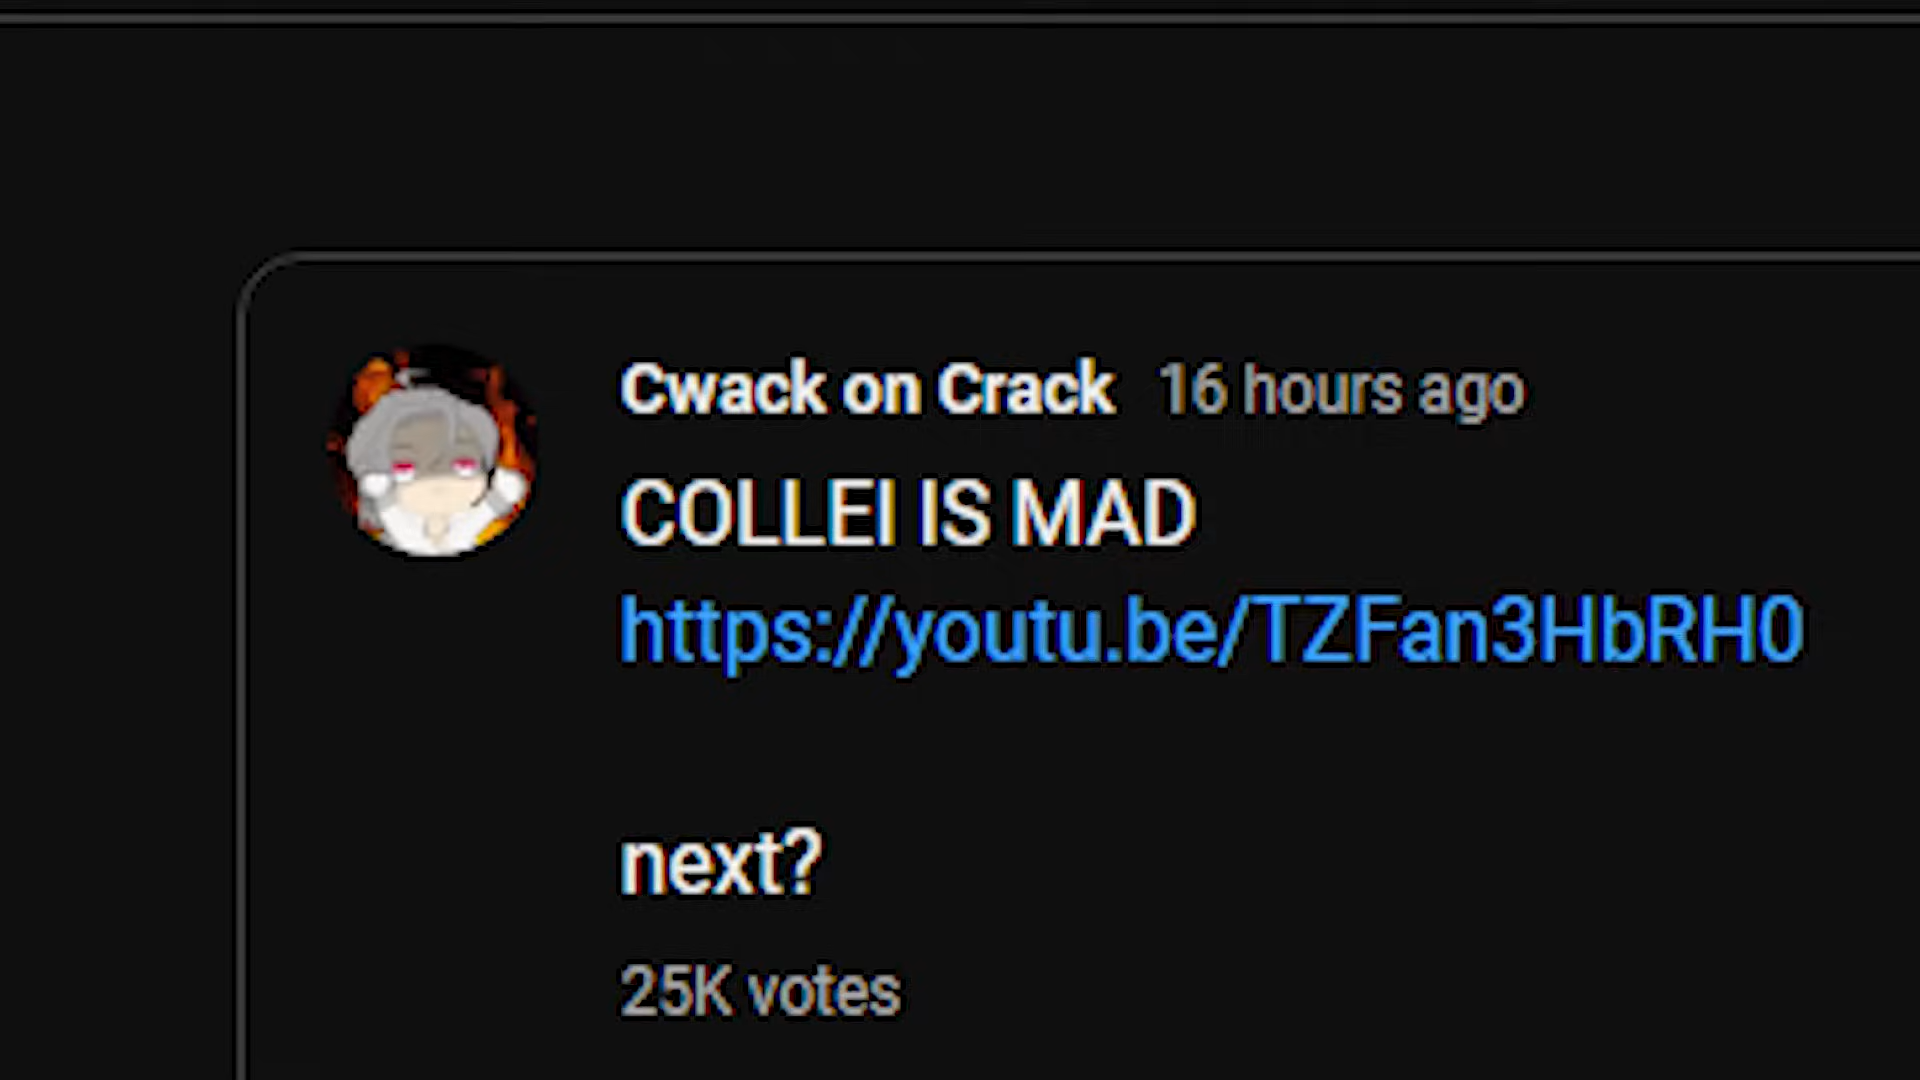 Cwack on Crack 16 hours ago
COLLEI IS MAD
https://youtu.be/TZFan3HbRH0
next?
25K votes